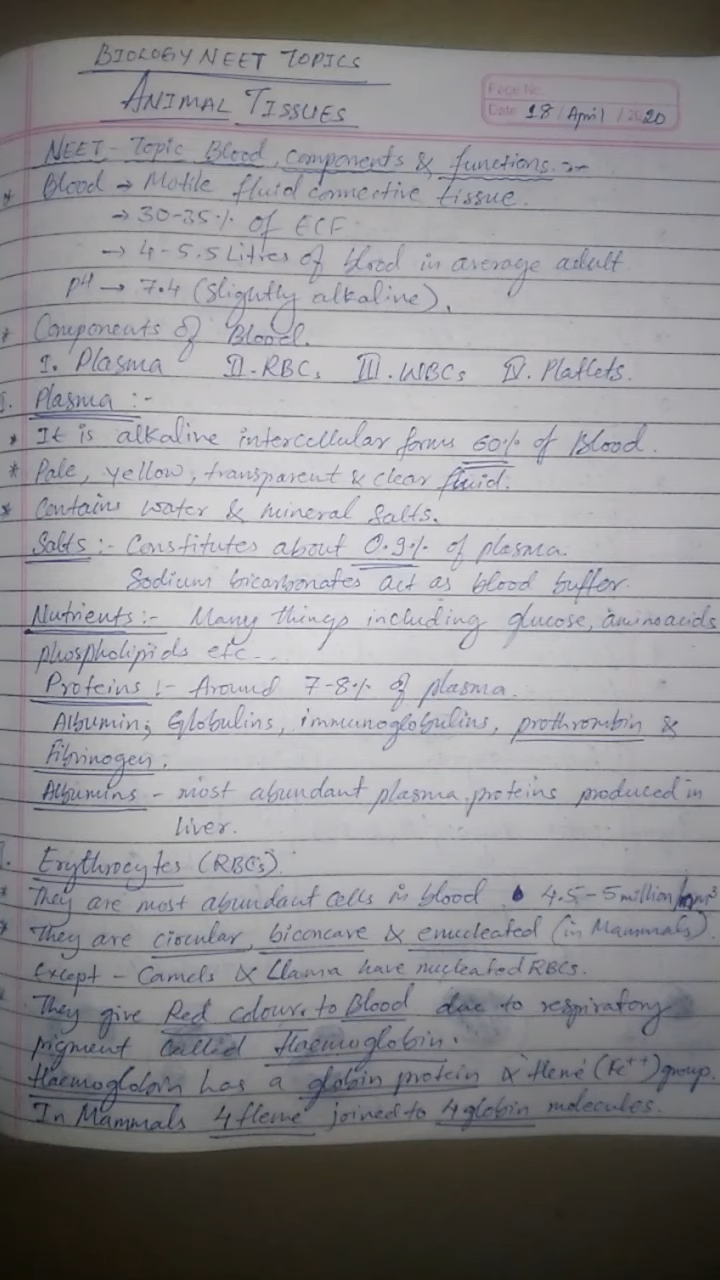 BIOLOGY NEET TOPICS
ANIMAL TISSUES
Page No.
Date 18/April/2020
NEET- Topic Blood, components & functions :-
* Blood → Motile fluid connective tissue.
→ 30-35% of ECF
→ 4-5.5 Litres of blood in average adult
pH → 7.4 (Slightly alkaline).
* Components of Blood.
I. Plasma II. RBCs III. WBCs IV. Platlets.
I. Plasma :-
* It is alkaline intercellular forms 60% of Blood.
* Pale, yellow, transparent & clear fluid.
* Contains water & mineral Salts.
Salts :- Constitutes about 0.9% of plasma.
Sodium bicarbonates act as blood buffer.
Nutrients :- Many things including glucose, aminoacids
phospholipids etc...
Proteins :- Around 7-8% of plasma.
Albumin; Globulins, immunoglobulins, prothrombin &
Fibrinogen.
Albumins - most abundant plasma proteins produced in
liver.
Erythrocytes (RBCs)
* They are most abundant cells in blood 4.5-5 million/mm³
* They are circular, biconcave & enucleated (in Mammals).
Except - Camels & Llama have nucleated RBCs.
They give Red colour to Blood due to respiratory
pigment called Haemoglobin.
Haemoglobin has a globin protein & Heme (Fe++) group.
In Mammals 4 Heme joined to 4 globin molecules.